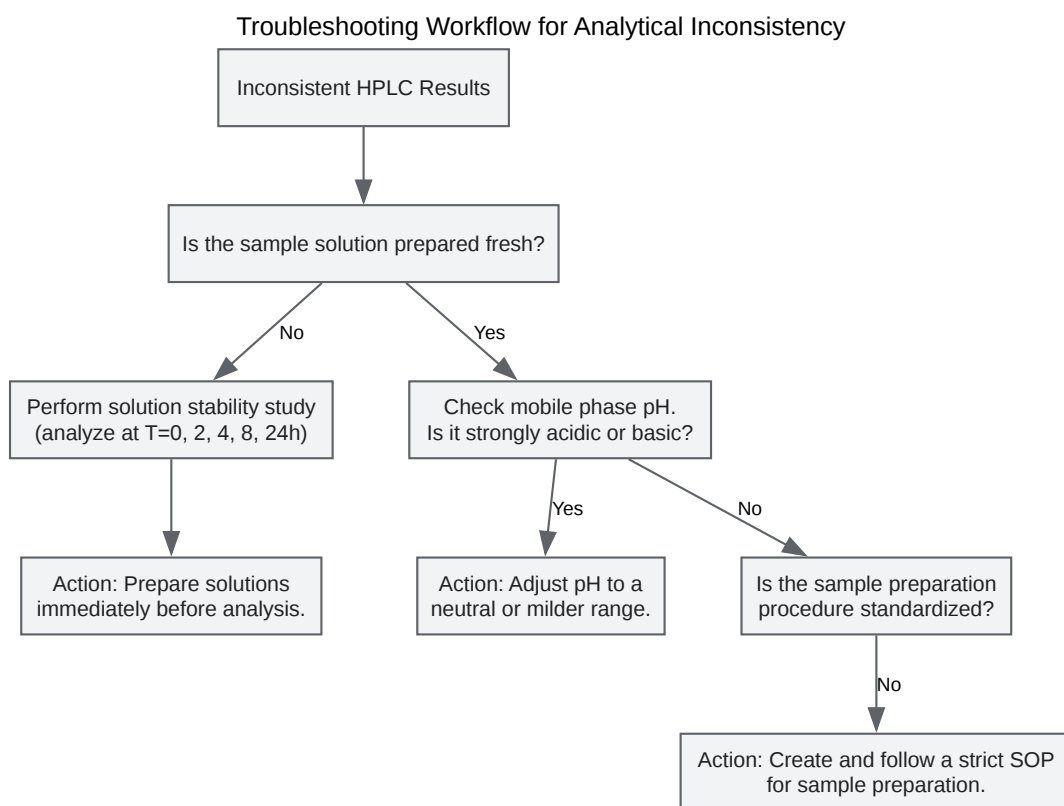 Troubleshooting Workflow for Analytical Inconsistency
Inconsistent HPLC Results
Is the sample solution prepared fresh?
No
Yes
Perform solution stability study
(analyze at T=0, 2, 4, 8, 24h)
Check mobile phase pH.
Is it strongly acidic or basic?
Yes
No
Action: Prepare solutions
immediately before analysis.
Action: Adjust pH to a
neutral or milder range.
Is the sample preparation
procedure standardized?
No
Action: Create and follow a strict SOP
for sample preparation.